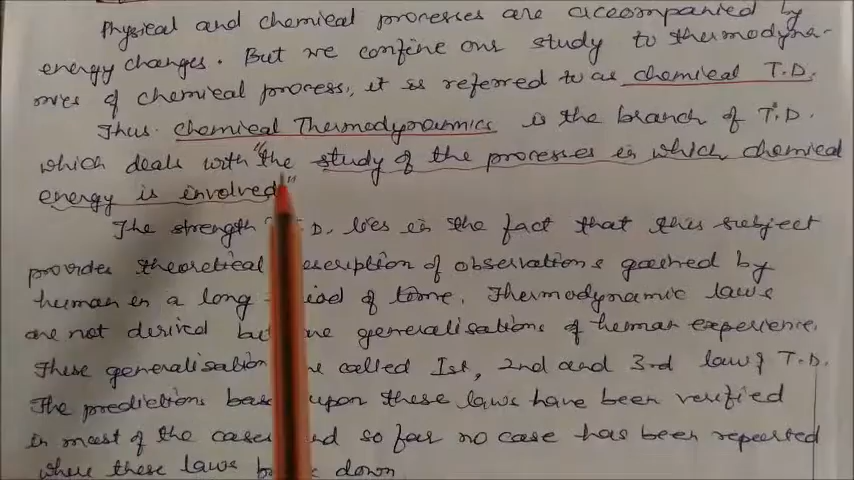 Physical and chemical processes are accompanied by
energy changes. But we confine our study to thermodyna-
mics of chemical process, it is referred to as chemical T.D.
Thus chemical Thermodynamics is the branch of T.D.
which deals with "the study of the processes in which chemical
energy is involved"
The strength T.D. lies in the fact that this subject
provides theoretical description of observations gained by
human in a long of time. Thermodynamic laws
are not derived but generalisations of human experience.
These generalisation called Ist, 2nd and 3rd law of T.D.
The predictions upon these laws have been verified
in most of the cases and so far no case has been reported
where these laws down